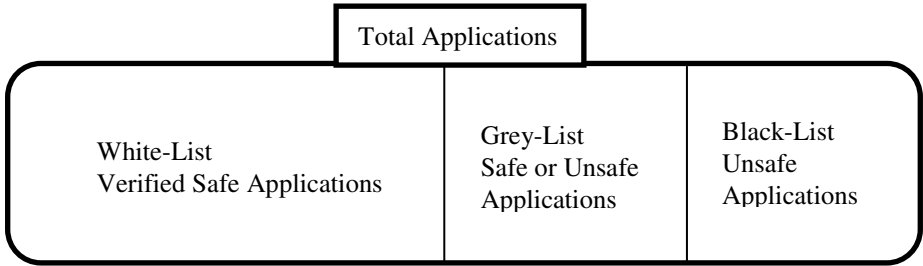 Total Applications
White-List
Verified Safe Applications
Grey-List
Safe or Unsafe
Applications
Black-List
Unsafe
Applications